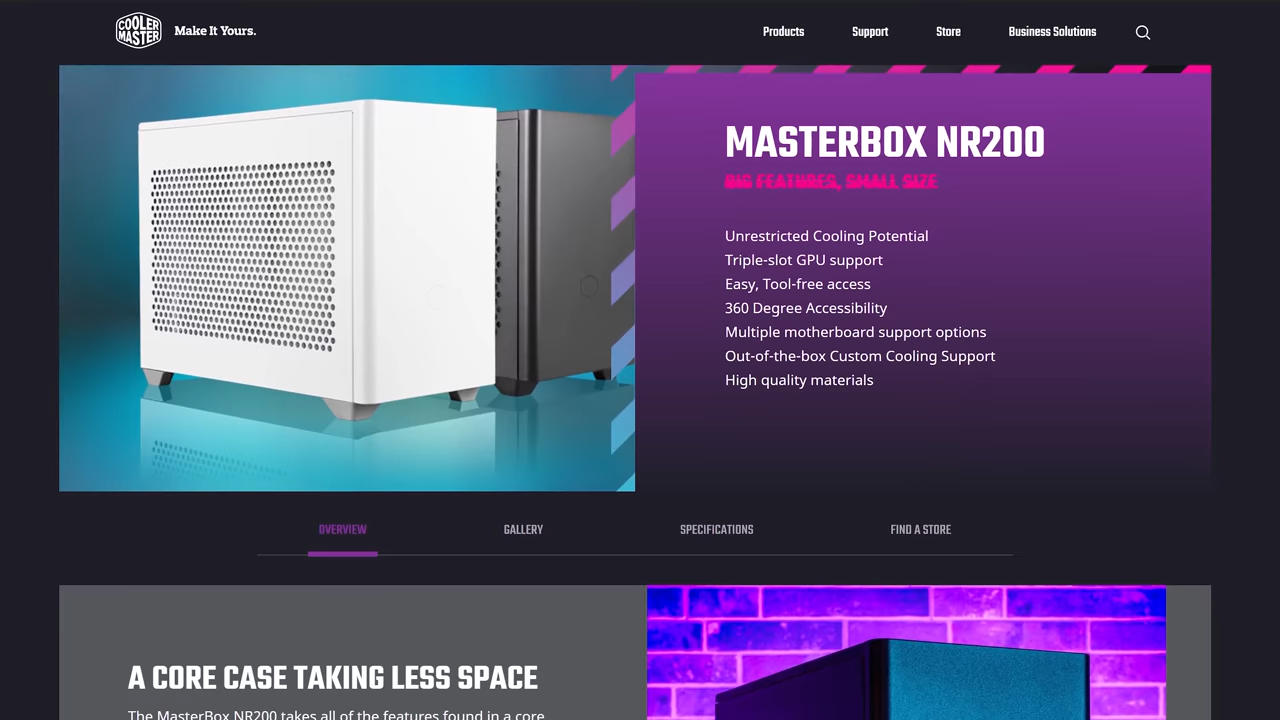 COOLER
MASTER
Make It Yours.
Products
Support
Store
Business Solutions
MASTERBOX NR200
BIG FEATURES, SMALL SIZE
Unrestricted Cooling Potential
Triple-slot GPU support
Easy, Tool-free access
360 Degree Accessibility
Multiple motherboard support options
Out-of-the-box Custom Cooling Support
High quality materials
OVERVIEW
GALLERY
SPECIFICATIONS
FIND A STORE
A CORE CASE TAKING LESS SPACE
The MasterBox NR200 takes all of the features found in a core